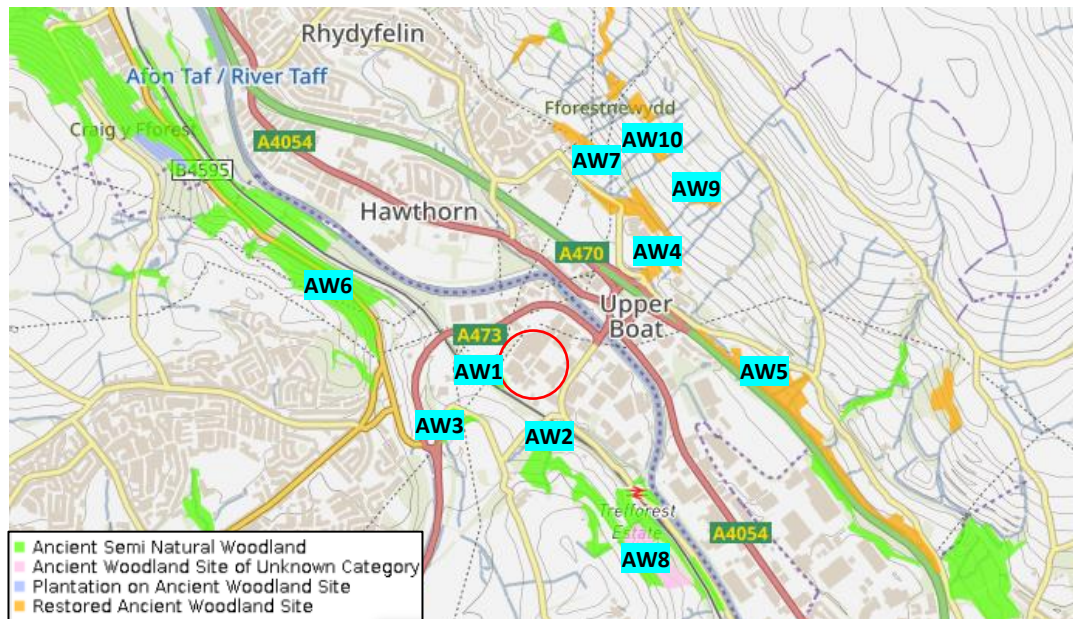 Rhydyfelin
Afon Taf / River Taff
Fforestnewydd
Craig y Fforest
A4054
AW10
AW7
B4595
AW9
Hawthorn
A470
AW4
AW6
Upper
Boat
A473
AW1
AW5
AW3
AW2
Trefforest
Estate
A4054
AW8
Ancient Semi Natural Woodland
Ancient Woodland Site of Unknown Category
Plantation on Ancient Woodland Site
Restored Ancient Woodland Site